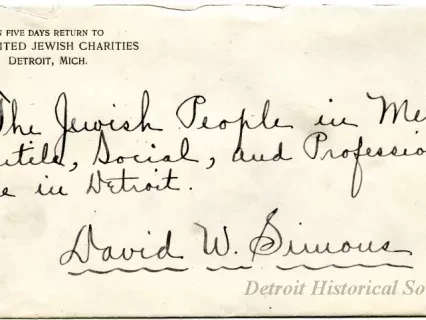 N FIVE DAYS RETURN TO
ITED JEWISH CHARITIES
DETROIT, MICH.
The Jewish People in Me
ntile, Social, and Professio
e in Detroit.
David W. Simons
Detroit Historical So